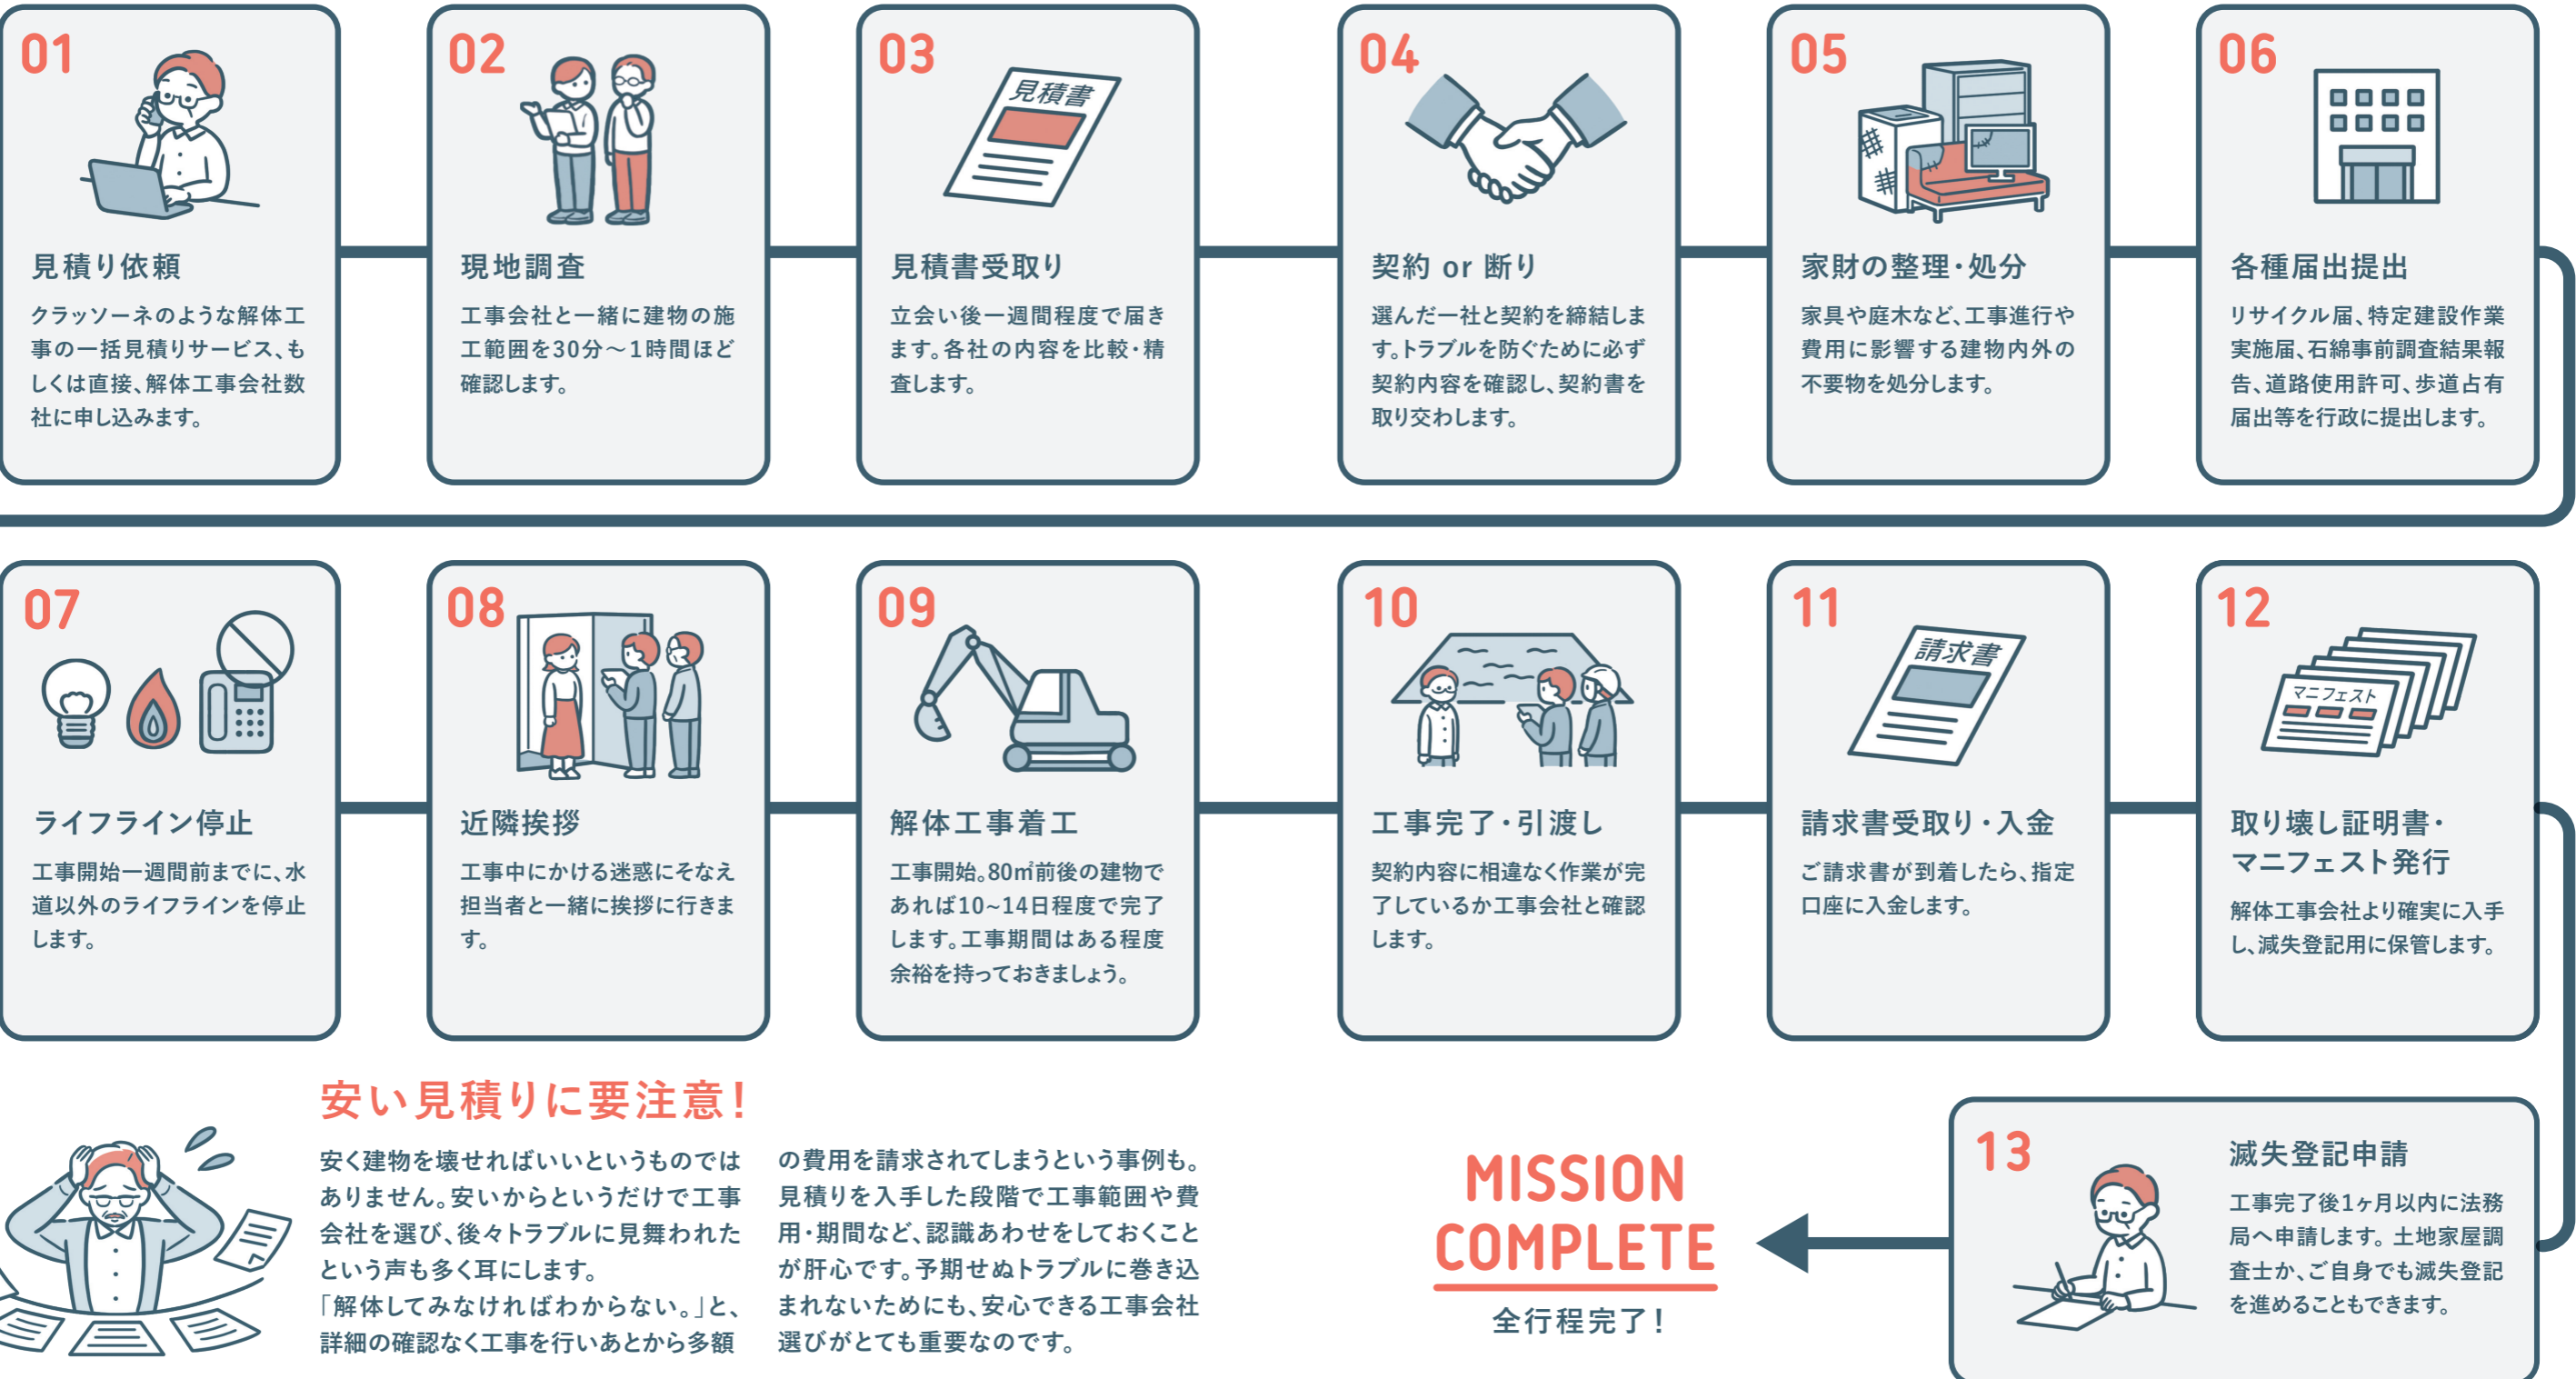 01
見積書
見積り依頼
クラッソーネのような解体工
事の一括見積りサービス、も
しくは直接、解体工事会社数
社に申し込みます。
02
現地調査
工事会社と一緒に建物の施
工範囲を30分〜1時間ほど
確認します。
03
見積書受取り
立会い後一週間程度で届き
ます。各社の内容を比較・精
査します。
04
契約 or 断り
選んだ一社と契約を締結しま
す。トラブルを防ぐために必ず
契約内容を確認し、契約書を
取り交わします。
05
家財の整理・処分
家具や庭木など、工事進行や
費用に影響する建物内外の
不要物を処分します。
06
各種届出提出
リサイクル届、特定建設作業
実施届、石綿事前調査結果報
告、道路使用許可、歩道占有
届出等を行政に提出します。
07
ライフライン停止
工事開始一週間前までに、水
道以外のライフラインを停止
します。
08
近隣挨拶
工事中にかける迷惑にそなえ
担当者と一緒に挨拶に行きま
す。
09
解体工事着工
工事開始。80㎡前後の建物で
あれば10~14日程度で完了
します。工事期間はある程度
余裕を持っておきましょう。
10
工事完了・引渡し
契約内容に相違なく作業が完
了しているか工事会社と確認
します。
11
請求書
請求書受取り・入金
ご請求書が到着したら、指定
口座に入金します。
12
マニフェスト
取り壊し証明書・
マニフェスト発行
解体工事会社より確実に入手
し、滅失登記用に保管します。
13
滅失登記申請
工事完了後1ヶ月以内に法務
局へ申請します。土地家屋調
査士か、ご自身でも滅失登記
を進めることもできます。
MISSION
COMPLETE
全行程完了！
安い見積りに要注意！
安く建物を壊せればいいというものでは
ありません。安いからというだけで工事
会社を選び、後々トラブルに見舞われた
という声も多く耳にします。
「解体してみなければわからない。」と、
詳細の確認なく工事を行いあとから多額
の費用を請求されてしまうという事例も。
見積りを入手した段階で工事範囲や費
用・期間など、認識あわせをしておくこと
が肝心です。予期せぬトラブルに巻き込
まれないためにも、安心できる工事会社
選びがとても重要なのです。